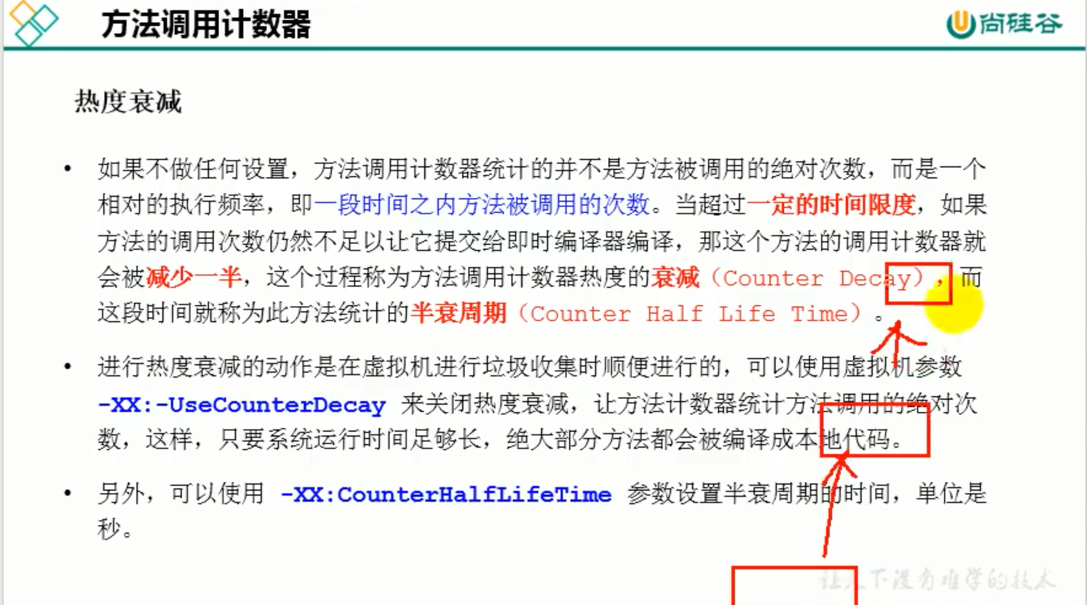 方法调用计数器
尚硅谷
热度衰减
• 如果不做任何设置，方法调用计数器统计的并不是方法被调用的绝对次数，而是一个
相对的执行频率，即一段时间之内方法被调用的次数。当超过一定的时间限度，如果
方法的调用次数仍然不足以让它提交给即时编译器编译，那这个方法的调用计数器就
会被减少一半，这个过程称为方法调用计数器热度的衰减（Counter Decay），而
这段时间就称为此方法统计的半衰周期（Counter Half Life Time）。
• 进行热度衰减的动作是在虚拟机进行垃圾收集时顺便进行的，可以使用虚拟机参数
-XX:-UseCounterDecay 来关闭热度衰减，让方法计数器统计方法调用的绝对次
数，这样，只要系统运行时间足够长，绝大部分方法都会被编译成本地代码。
• 另外，可以使用 -XX:CounterHalfLifeTime 参数设置半衰周期的时间，单位是
秒。
让天下没有难学的技术